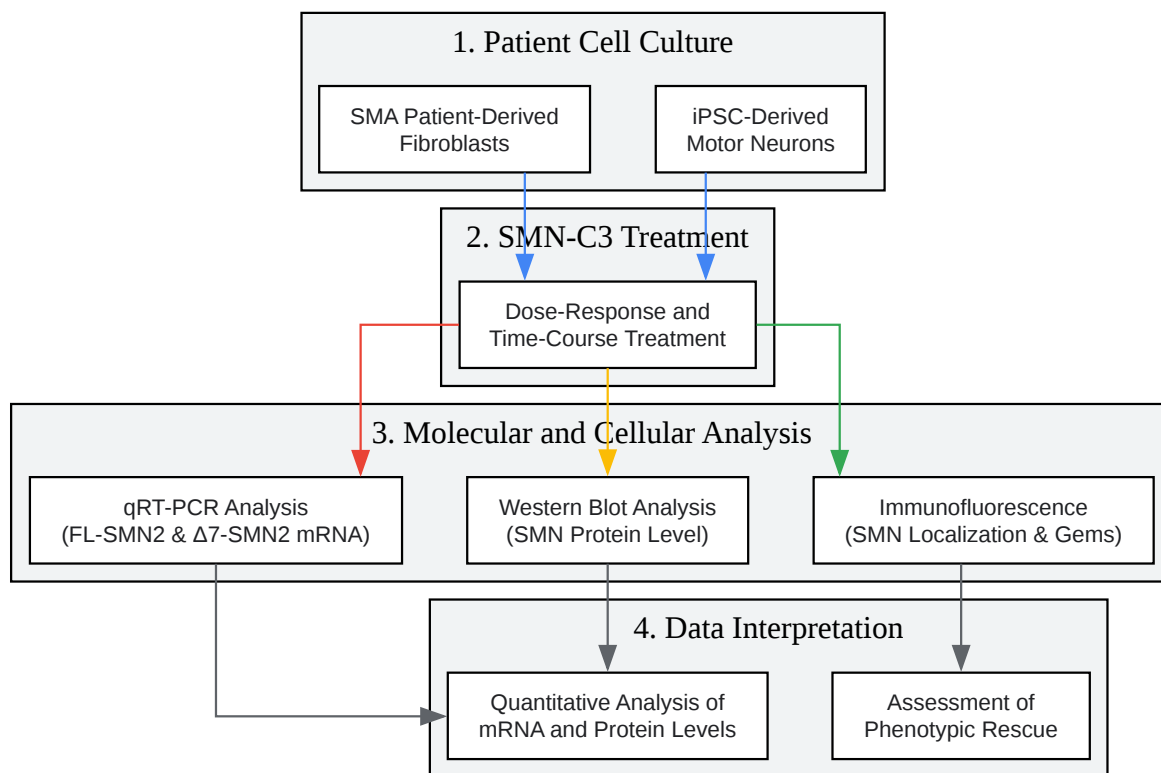 1. Patient Cell Culture
SMA Patient-Derived
Fibroblasts
iPSC-Derived
Motor Neurons
2. SMN-C3 Treatment
Dose-Response and
Time-Course Treatment
3. Molecular and Cellular Analysis
qRT-PCR Analysis
(FL-SMN2 & Δ7-SMN2 mRNA)
Western Blot Analysis
(SMN Protein Level)
Immunofluorescence
(SMN Localization & Gems)
4. Data Interpretation
Quantitative Analysis of
mRNA and Protein Levels
Assessment of
Phenotypic Rescue